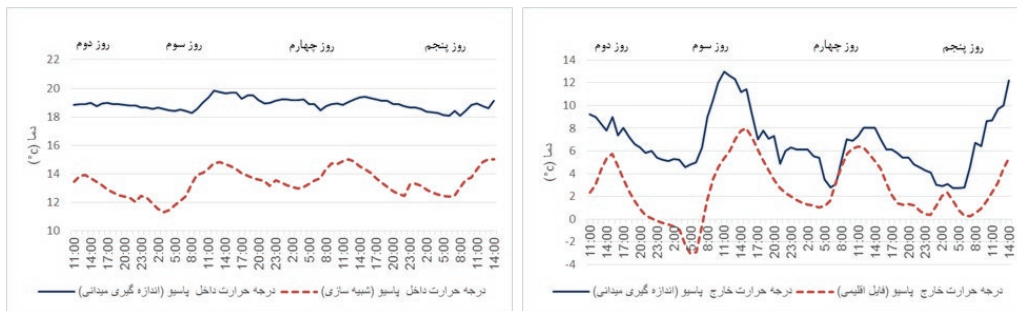 روز دوم روز سوم روز چهارم روز پنجم
22
20
18
16
14
12
10
دما (°c)
11:00 14:00 17:00 20:00 23:00 2:00 5:00 8:00 11:00 14:00 17:00 20:00 23:00 2:00 5:00 8:00 11:00 14:00 17:00 20:00 23:00 2:00 5:00 8:00 11:00 14:00
درجه حرارت داخل پاسیو (اندازه گیری میدانی)
درجه حرارت داخل پاسیو (شبیه سازی)
روز دوم روز سوم روز چهارم روز پنجم
14
12
10
8
6
4
2
0
-2
-4
دما (°c)
11:00 14:00 17:00 20:00 23:00 2:00 5:00 8:00 11:00 14:00 17:00 20:00 23:00 2:00 5:00 8:00 11:00 14:00 17:00 20:00 23:00 2:00 5:00 8:00 11:00 14:00
درجه حرارت خارج پاسیو (اندازه گیری میدانی)
درجه حرارت خارج پاسیو (فایل اقلیمی)